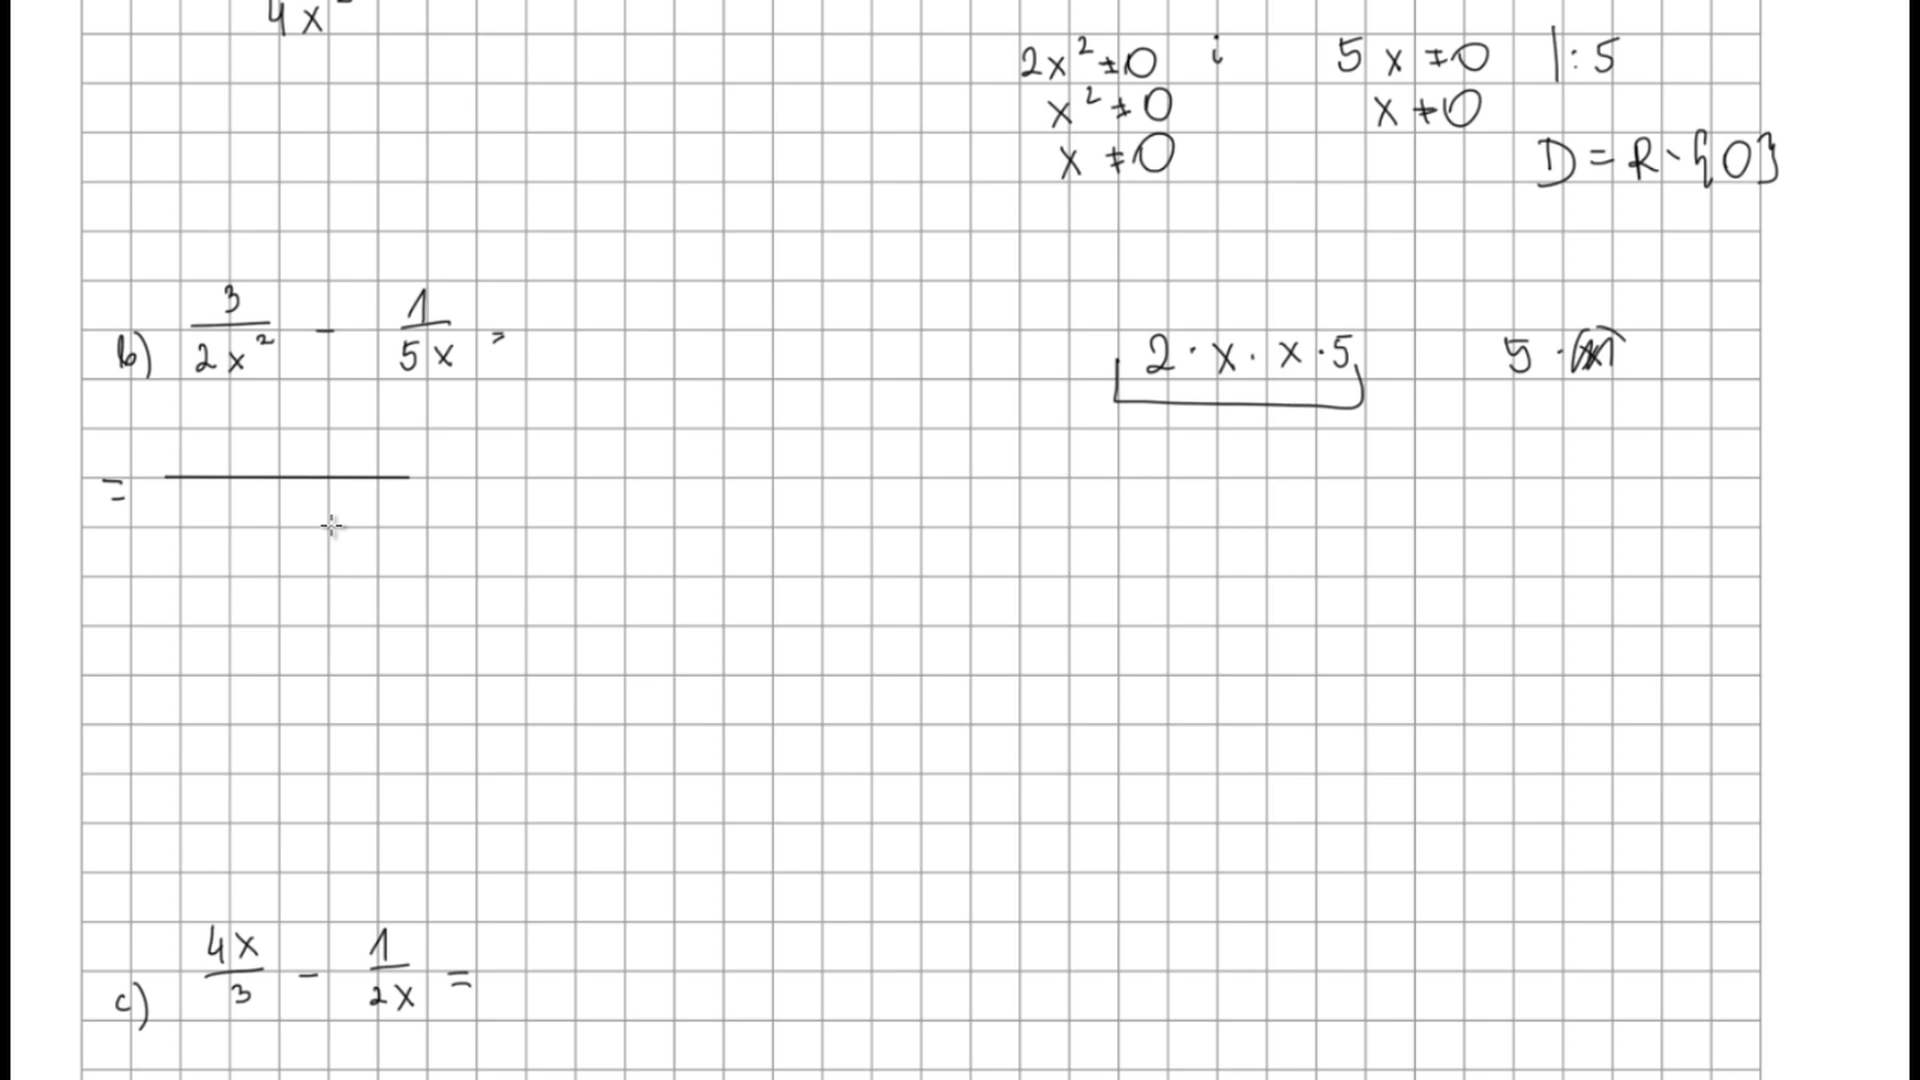 4x
2x² ≠ 0 i 5x ≠ 0 |:5
x² ≠ 0 x ≠ 0
x ≠ 0 D = R \ {0}
b) 3/2x² - 1/5x =
2 · x · x · 5 5 ·
=
c) 4x/3 - 1/2x =